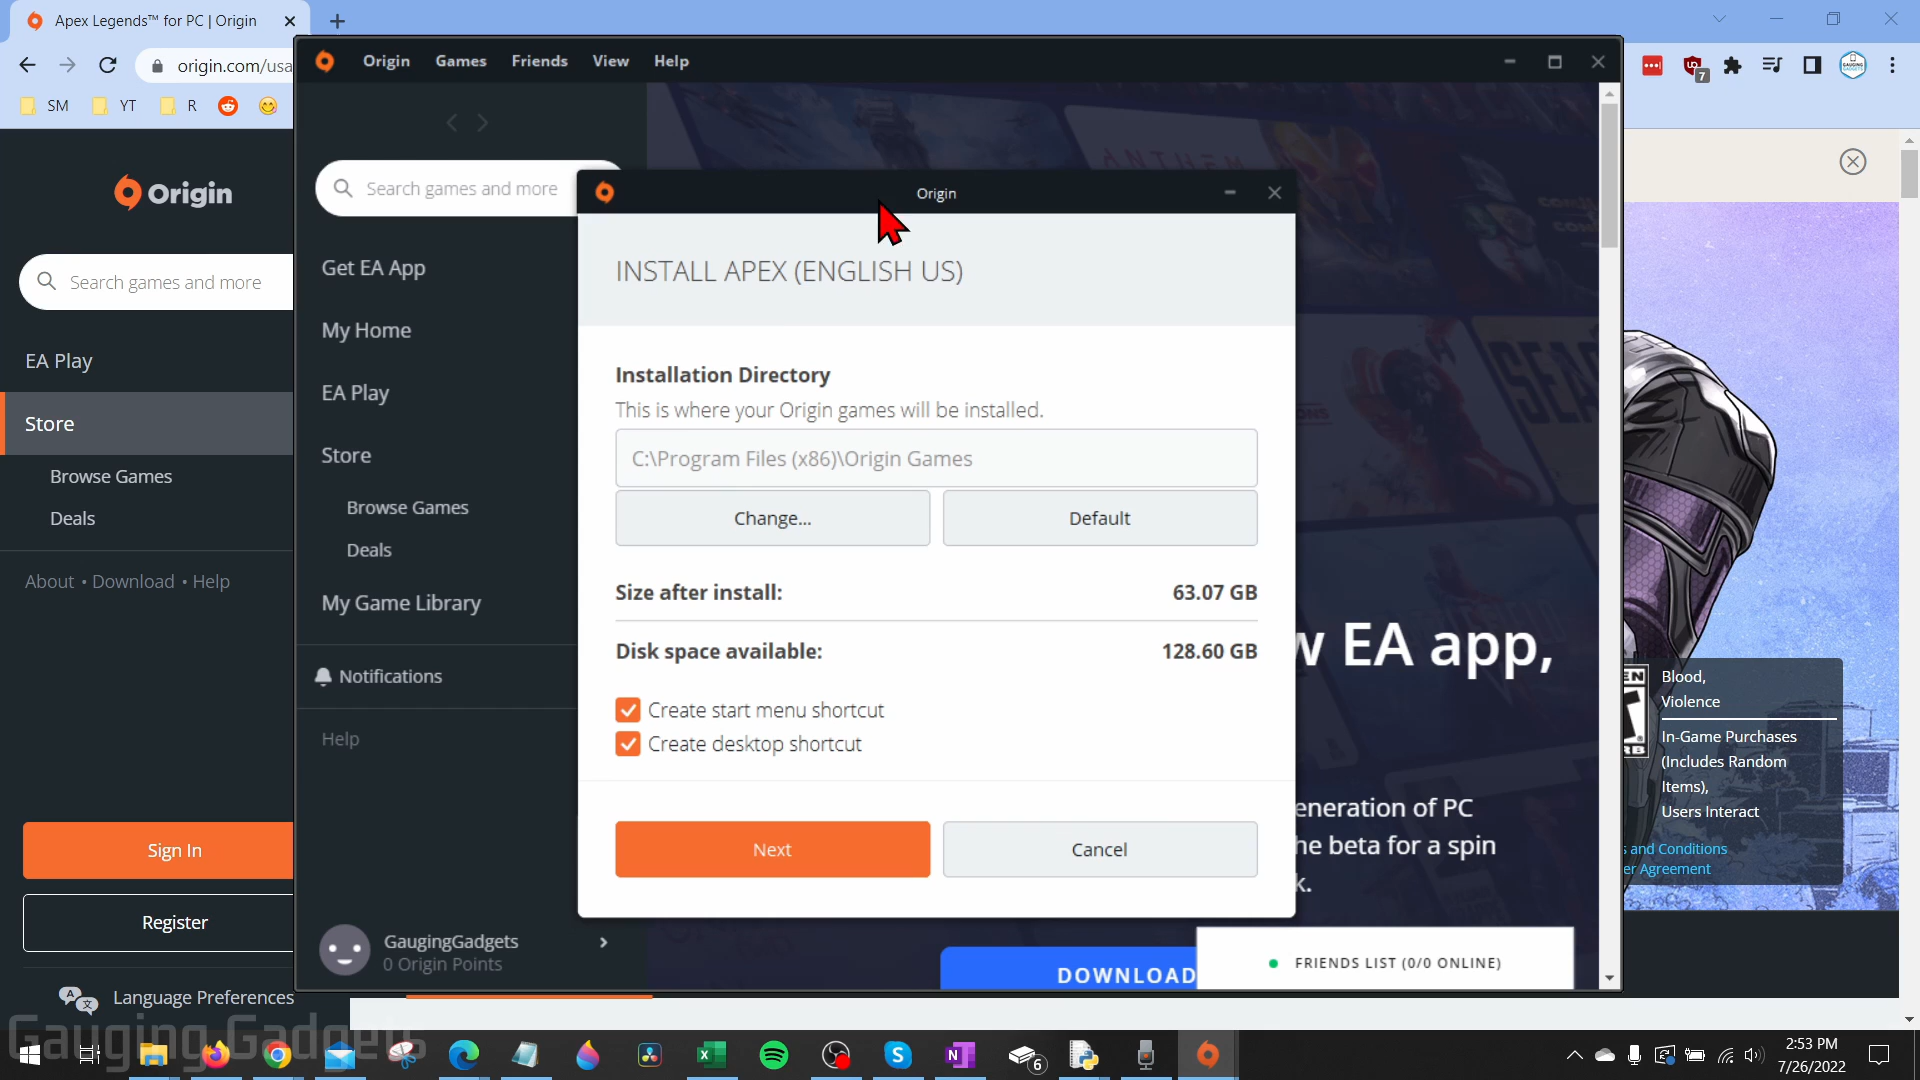 Apex Legends™ for PC | Origin
origin.com/usa
SM
YT
R
7
Origin Games Friends View Help
Origin
Search games and more
EA Play
Store
Browse Games
Deals
About • Download • Help
Sign In
Register
Language Preferences
Search games and more
Get EA App
My Home
EA Play
Store
Browse Games
Deals
My Game Library
Notifications
Help
GaugingGadgets
0 Origin Points
Origin
INSTALL APEX (ENGLISH US)
Installation Directory
This is where your Origin games will be installed.
C:\Program Files (x86)\Origin Games
Change...
Default
Size after install: 63.07 GB
Disk space available: 128.60 GB
Create start menu shortcut
Create desktop shortcut
Next
Cancel
w EA app,
eneration of PC
he beta for a spin
k.
DOWNLOAD
FRIENDS LIST (0/0 ONLINE)
Blood,
Violence
In-Game Purchases
(Includes Random
Items),
Users Interact
s and Conditions
er Agreement
Gauging Gadgets
6
2:53 PM
7/26/2022